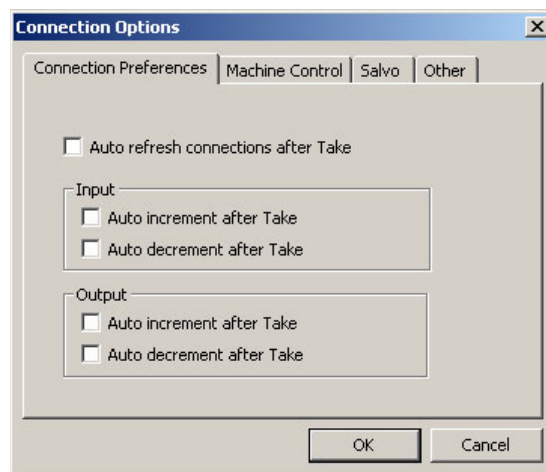 Connection Options
Connection Preferences Machine Control Salvo Other
Auto refresh connections after Take
Input
Auto increment after Take
Auto decrement after Take
Output
Auto increment after Take
Auto decrement after Take
OK Cancel